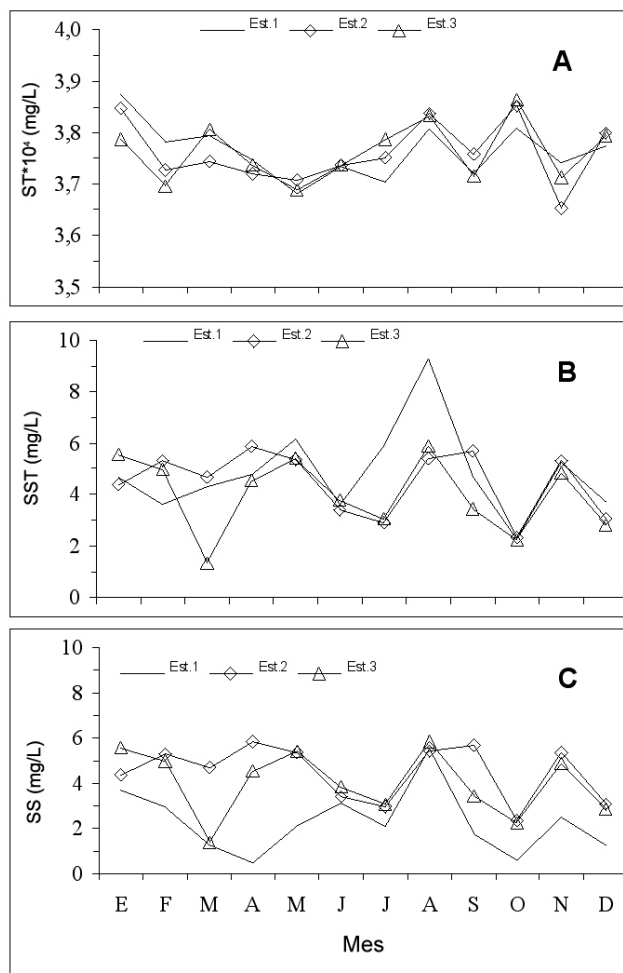 Est.1 Est.2 Est.3
A
ST*10⁴ (mg/L)
4,0
3,9
3,8
3,7
3,6
3,5
Est.1 Est.2 Est.3
B
SST (mg/L)
10
8
6
4
2
0
Est.1 Est.2 Est.3
C
SS (mg/L)
10
8
6
4
2
0
E F M A M J J A S O N D
Mes